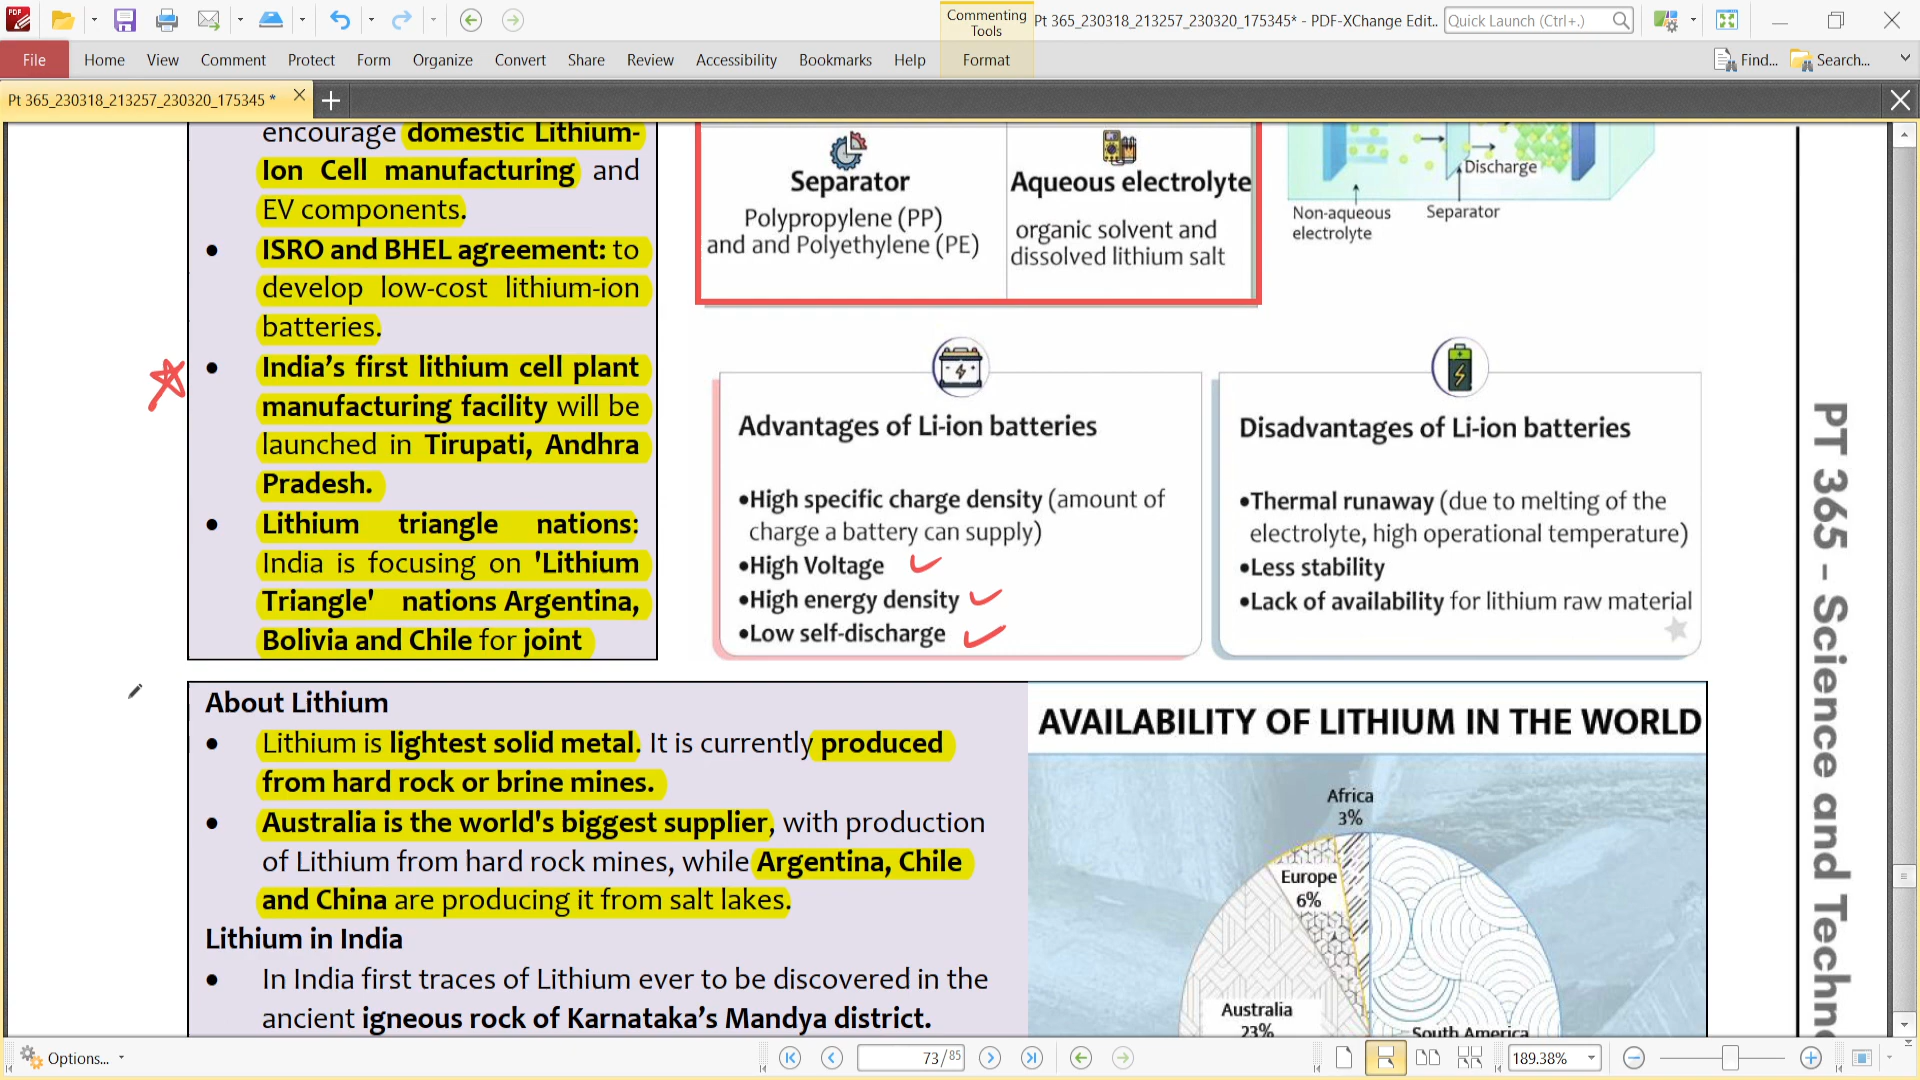 Commenting Tools
Pt 365_230318_213257_230320_175345* - PDF-XChange Edit..
Quick Launch (Ctrl+.)
File Home View Comment Protect Form Organize Convert Share Review Accessibility Bookmarks Help Format
Find... Search...
Pt 365_230318_213257_230320_175345 *
encourage domestic Lithium-
Ion Cell manufacturing and
EV components.
• ISRO and BHEL agreement: to
develop low-cost lithium-ion
batteries.
• India's first lithium cell plant
manufacturing facility will be
launched in Tirupati, Andhra
Pradesh.
• Lithium triangle nations:
India is focusing on 'Lithium
Triangle' nations Argentina,
Bolivia and Chile for joint
Separator
Polypropylene (PP)
and and Polyethylene (PE)
Aqueous electrolyte
organic solvent and
dissolved lithium salt
Discharge
Non-aqueous
electrolyte
Separator
Advantages of Li-ion batteries
•High specific charge density (amount of
charge a battery can supply)
•High Voltage
•High energy density
•Low self-discharge
Disadvantages of Li-ion batteries
•Thermal runaway (due to melting of the
electrolyte, high operational temperature)
•Less stability
•Lack of availability for lithium raw material
About Lithium
• Lithium is lightest solid metal. It is currently produced
from hard rock or brine mines.
• Australia is the world's biggest supplier, with production
of Lithium from hard rock mines, while Argentina, Chile
and China are producing it from salt lakes.
Lithium in India
• In India first traces of Lithium ever to be discovered in the
ancient igneous rock of Karnataka's Mandya district.
AVAILABILITY OF LITHIUM IN THE WORLD
Africa
3%
Europe
6%
Australia
23%
South America
PT 365 - Science and Techn
Options...
73/85
189.38%